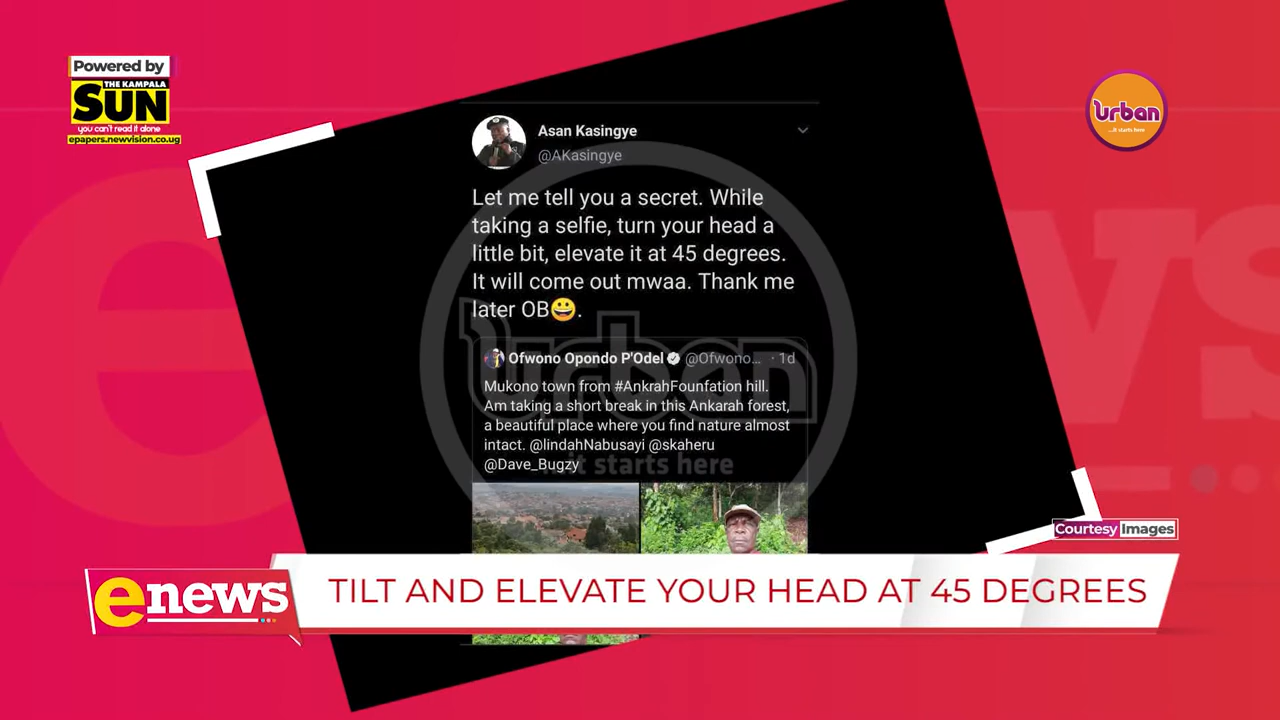 Powered by
THE KAMPALA
SUN
you can't read it alone
epapers.newvision.co.ug
urban
...it starts here
Asan Kasingye
@AKasingye
Let me tell you a secret. While
taking a selfie, turn your head a
little bit, elevate it at 45 degrees.
It will come out mwaa. Thank me
later OB😀.
Ofwono Opondo P'Odel @Ofwono... · 1d
Mukono town from #AnkrahFounfation hill.
Am taking a short break in this Ankarah forest,
a beautiful place where you find nature almost
intact. @lindahNabusayi @skaheru
@Dave_Bugzy
urban
...it starts here
Courtesy Images
enews
TILT AND ELEVATE YOUR HEAD AT 45 DEGREES